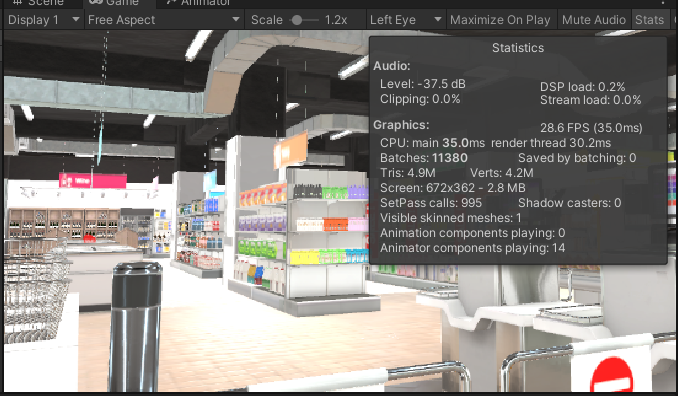 Scene Game Animator
Display 1 Free Aspect Scale 1.2x Left Eye Maximize On Play Mute Audio Stats
Statistics
Audio:
Level: -37.5 dB DSP load: 0.2%
Clipping: 0.0% Stream load: 0.0%
Graphics: 28.6 FPS (35.0ms)
CPU: main 35.0ms render thread 30.2ms
Batches: 11380 Saved by batching: 0
Tris: 4.9M Verts: 4.2M
Screen: 672x362 - 2.8 MB
SetPass calls: 995 Shadow casters: 0
Visible skinned meshes: 1
Animation components playing: 0
Animator components playing: 14